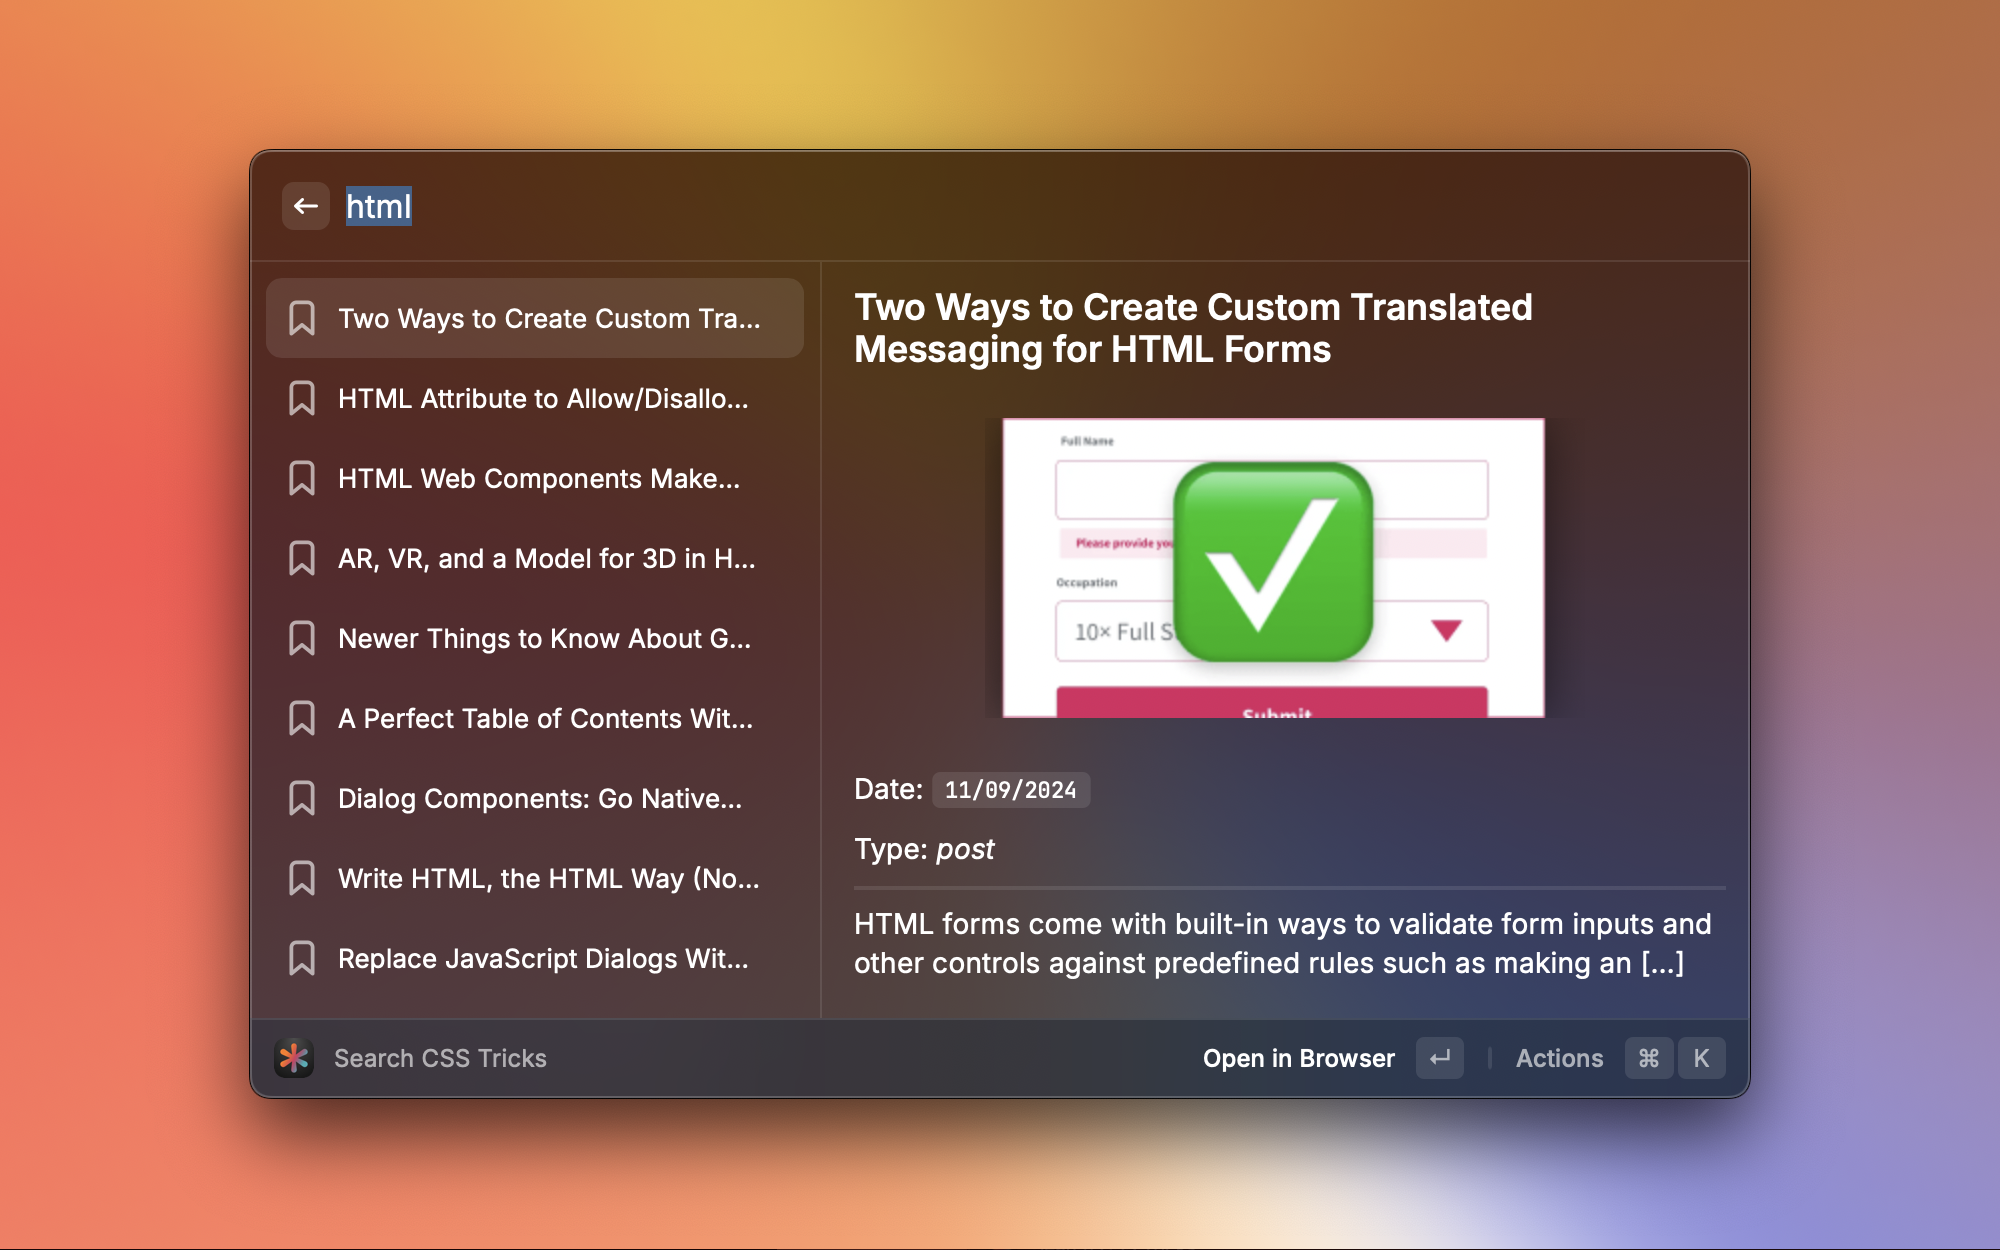 html
Two Ways to Create Custom Tra...
HTML Attribute to Allow/Disallo...
HTML Web Components Make...
AR, VR, and a Model for 3D in H...
Newer Things to Know About G...
A Perfect Table of Contents Wit...
Dialog Components: Go Native...
Write HTML, the HTML Way (No...
Replace JavaScript Dialogs Wit...
Two Ways to Create Custom Translated
Messaging for HTML Forms
Full Name
Please provide you
Occupation
10× Full S
Submit
Date: 11/09/2024
Type: post
HTML forms come with built-in ways to validate form inputs and
other controls against predefined rules such as making an [...]
Search CSS Tricks
Open in Browser
Actions ⌘ K